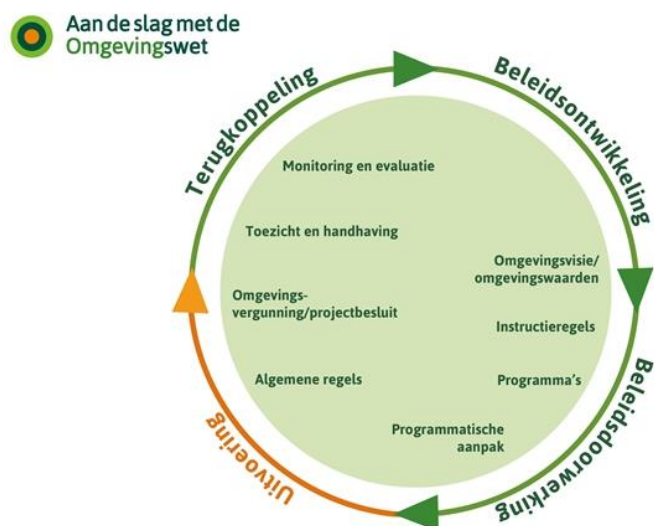 Aan de slag met de
Omgevingswet
Terugkoppeling
Beleidsontwikkeling
Monitoring en evaluatie
Toezicht en handhaving
Omgevingsvisie/
omgevingswaarden
Omgevings-
vergunning/projectbesluit
Instructieregels
Algemene regels
Programma’s
Programmatische
aanpak
Uitvoering
Beleidsdoorwerking